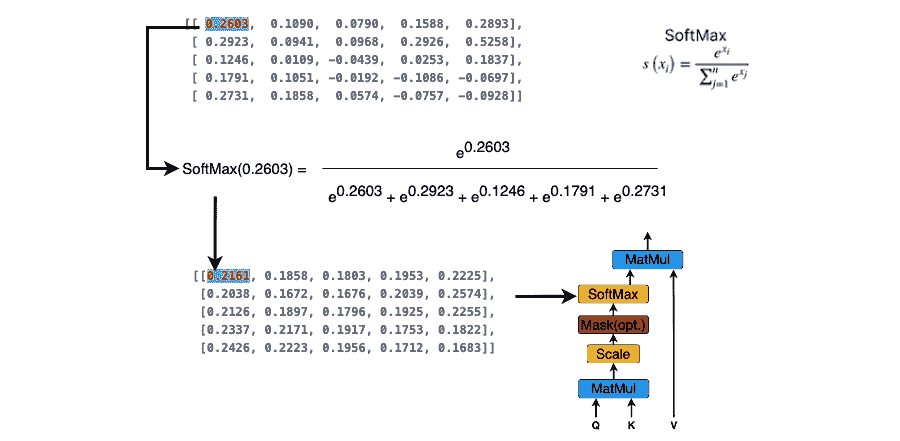 [[ 0.2603, 0.1090, 0.0790, 0.1588, 0.2893],
[ 0.2923, 0.0941, 0.0968, 0.2926, 0.5258],
[ 0.1246, 0.0109, -0.0439, 0.0253, 0.1837],
[ 0.1791, 0.1051, -0.0192, -0.1086, -0.0697],
[ 0.2731, 0.1858, 0.0574, -0.0757, -0.0928]]
SoftMax
s (xᵢ) = e^{xᵢ} / ∑ⁿⱼ₌₁ e^{xⱼ}
e^0.2603
SoftMax(0.2603) =
e^0.2603 + e^0.2923 + e^0.1246 + e^0.1791 + e^0.2731
[[0.2161, 0.1858, 0.1803, 0.1953, 0.2225],
[0.2038, 0.1672, 0.1676, 0.2039, 0.2574],
[0.2126, 0.1897, 0.1796, 0.1925, 0.2255],
[0.2337, 0.2171, 0.1917, 0.1753, 0.1822],
[0.2426, 0.2223, 0.1956, 0.1712, 0.1683]]
MatMul
SoftMax
Mask(opt.)
Scale
MatMul
Q K V